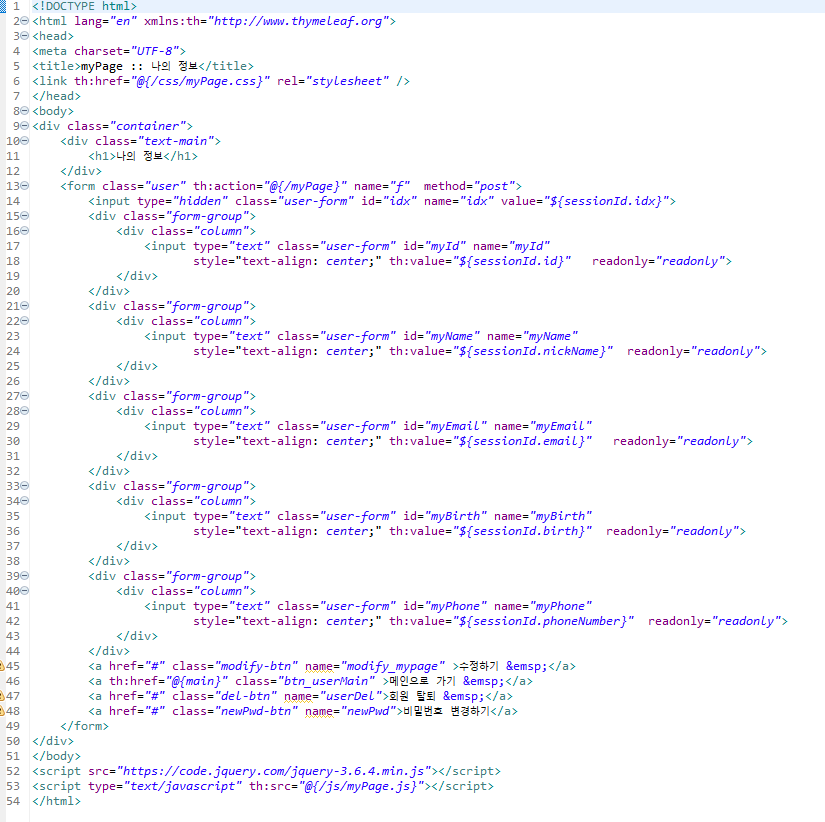 1 <!DOCTYPE html>
2 <html lang="en" xmlns:th="http://www.thymeleaf.org">
3 <head>
4 <meta charset="UTF-8">
5 <title>myPage :: 나의 정보</title>
6 <link th:href="@{/css/myPage.css}" rel="stylesheet" />
7 </head>
8 <body>
9 <div class="container">
10     <div class="text-main">
11         <h1>나의 정보</h1>
12     </div>
13     <form class="user" th:action="@{/myPage}" name="f"  method="post">
14         <input type="hidden" class="user-form" id="idx" name="idx" value="${sessionId.idx}">
15         <div class="form-group">
16             <div class="column">
17                 <input type="text" class="user-form" id="myId" name="myId"
18                        style="text-align: center;" th:value="${sessionId.id}"   readonly="readonly">
19             </div>
20         </div>
21         <div class="form-group">
22             <div class="column">
23                 <input type="text" class="user-form" id="myName" name="myName"
24                        style="text-align: center;" th:value="${sessionId.nickName}"  readonly="readonly">
25             </div>
26         </div>
27         <div class="form-group">
28             <div class="column">
29                 <input type="text" class="user-form" id="myEmail" name="myEmail"
30                        style="text-align: center;" th:value="${sessionId.email}"   readonly="readonly">
31             </div>
32         </div>
33         <div class="form-group">
34             <div class="column">
35                 <input type="text" class="user-form" id="myBirth" name="myBirth"
36                        style="text-align: center;" th:value="${sessionId.birth}"  readonly="readonly">
37             </div>
38         </div>
39         <div class="form-group">
40             <div class="column">
41                 <input type="text" class="user-form" id="myPhone" name="myPhone"
42                        style="text-align: center;" th:value="${sessionId.phoneNumber}"  readonly="readonly">
43             </div>
44         </div>
45         <a href="#" class="modify-btn" name="modify_mypage" >수정하기 &emsp;</a>
46         <a th:href="@{main}" class="btn_userMain" >메인으로 가기 &emsp;</a>
47         <a href="#" class="del-btn" name="userDel">회원 탈퇴 &emsp;</a>
48         <a href="#" class="newPwd-btn" name="newPwd">비밀번호 변경하기</a>
49     </form>
50 </div>
51 </body>
52 <script src="https://code.jquery.com/jquery-3.6.4.min.js"></script>
53 <script type="text/javascript" th:src="@{/js/myPage.js}"></script>
54 </html>